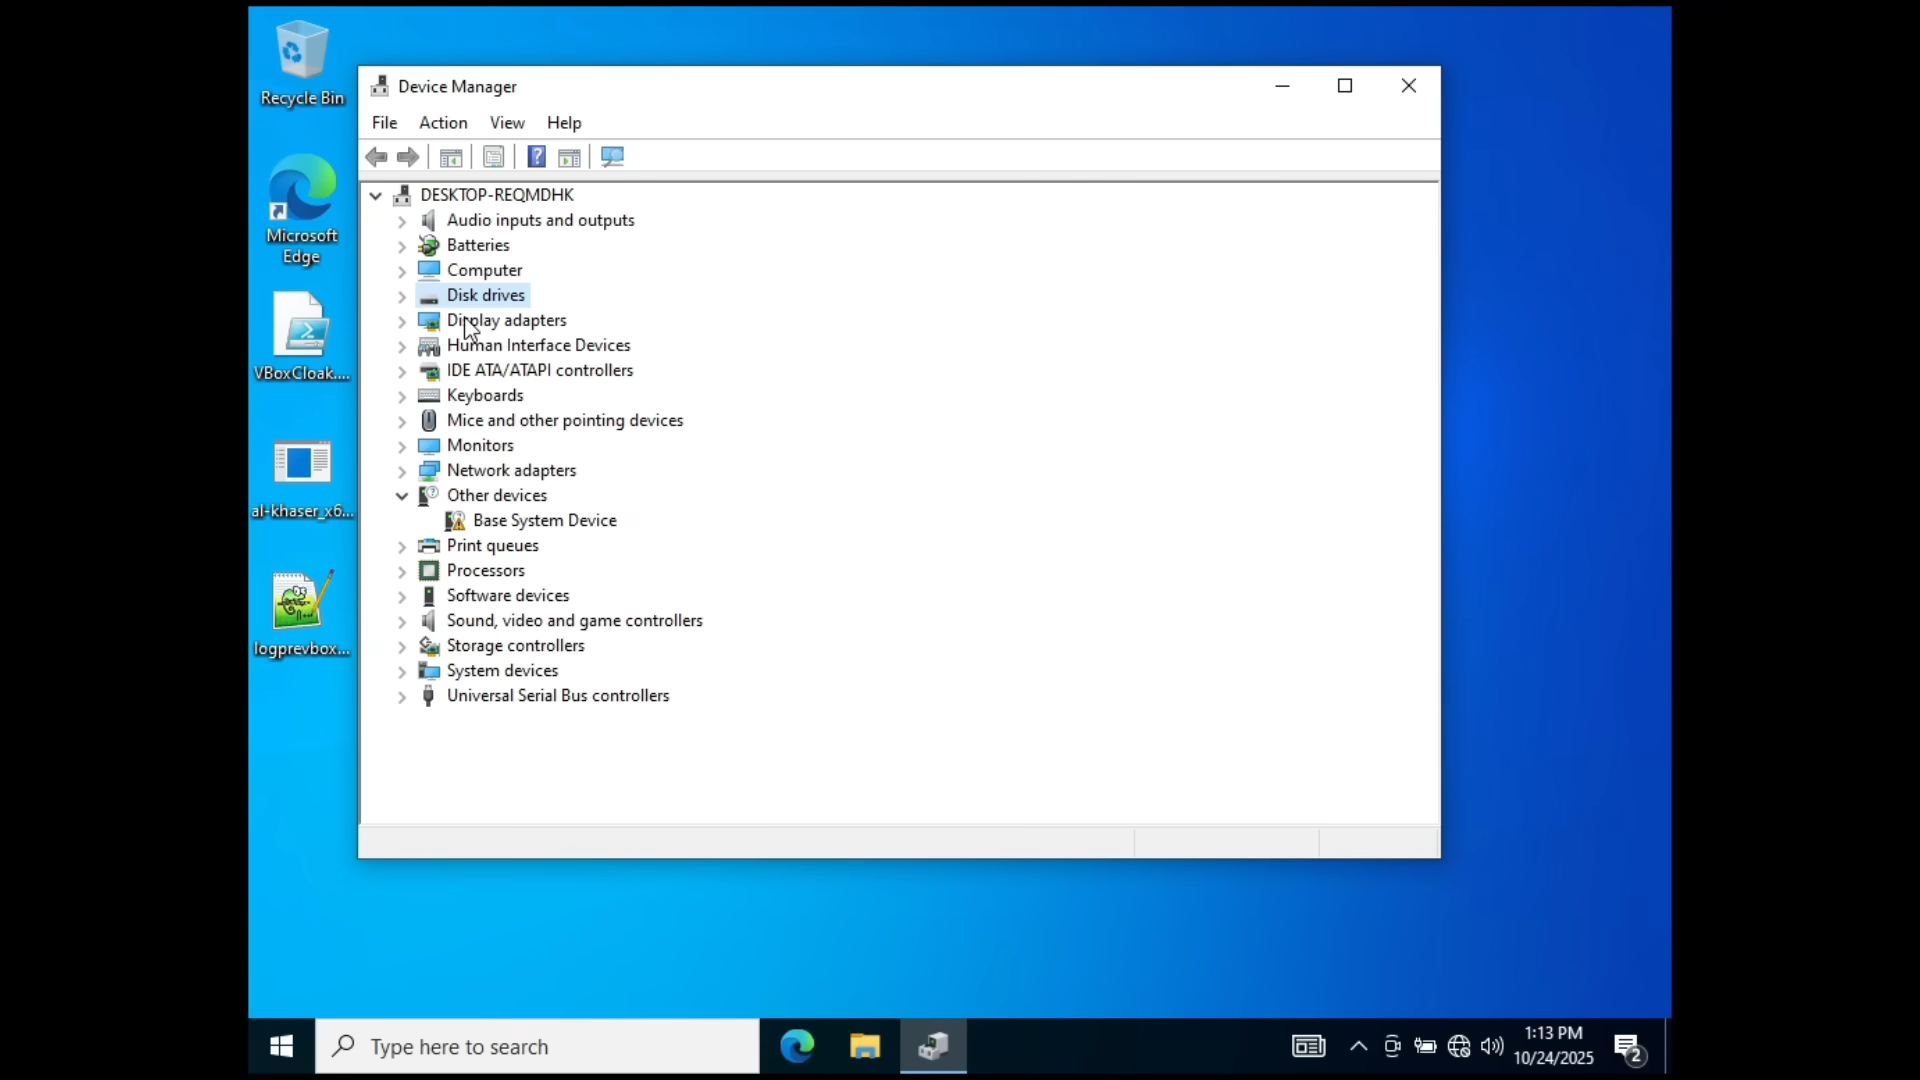 Recycle Bin
Microsoft
Edge
VBoxCloak....
al-khaser_x6...
logprevbox...
Device Manager
File Action View Help
DESKTOP-REQMDHK
Audio inputs and outputs
Batteries
Computer
Disk drives
Display adapters
Human Interface Devices
IDE ATA/ATAPI controllers
Keyboards
Mice and other pointing devices
Monitors
Network adapters
Other devices
Base System Device
Print queues
Processors
Software devices
Sound, video and game controllers
Storage controllers
System devices
Universal Serial Bus controllers
Type here to search
1:13 PM
10/24/2025
2